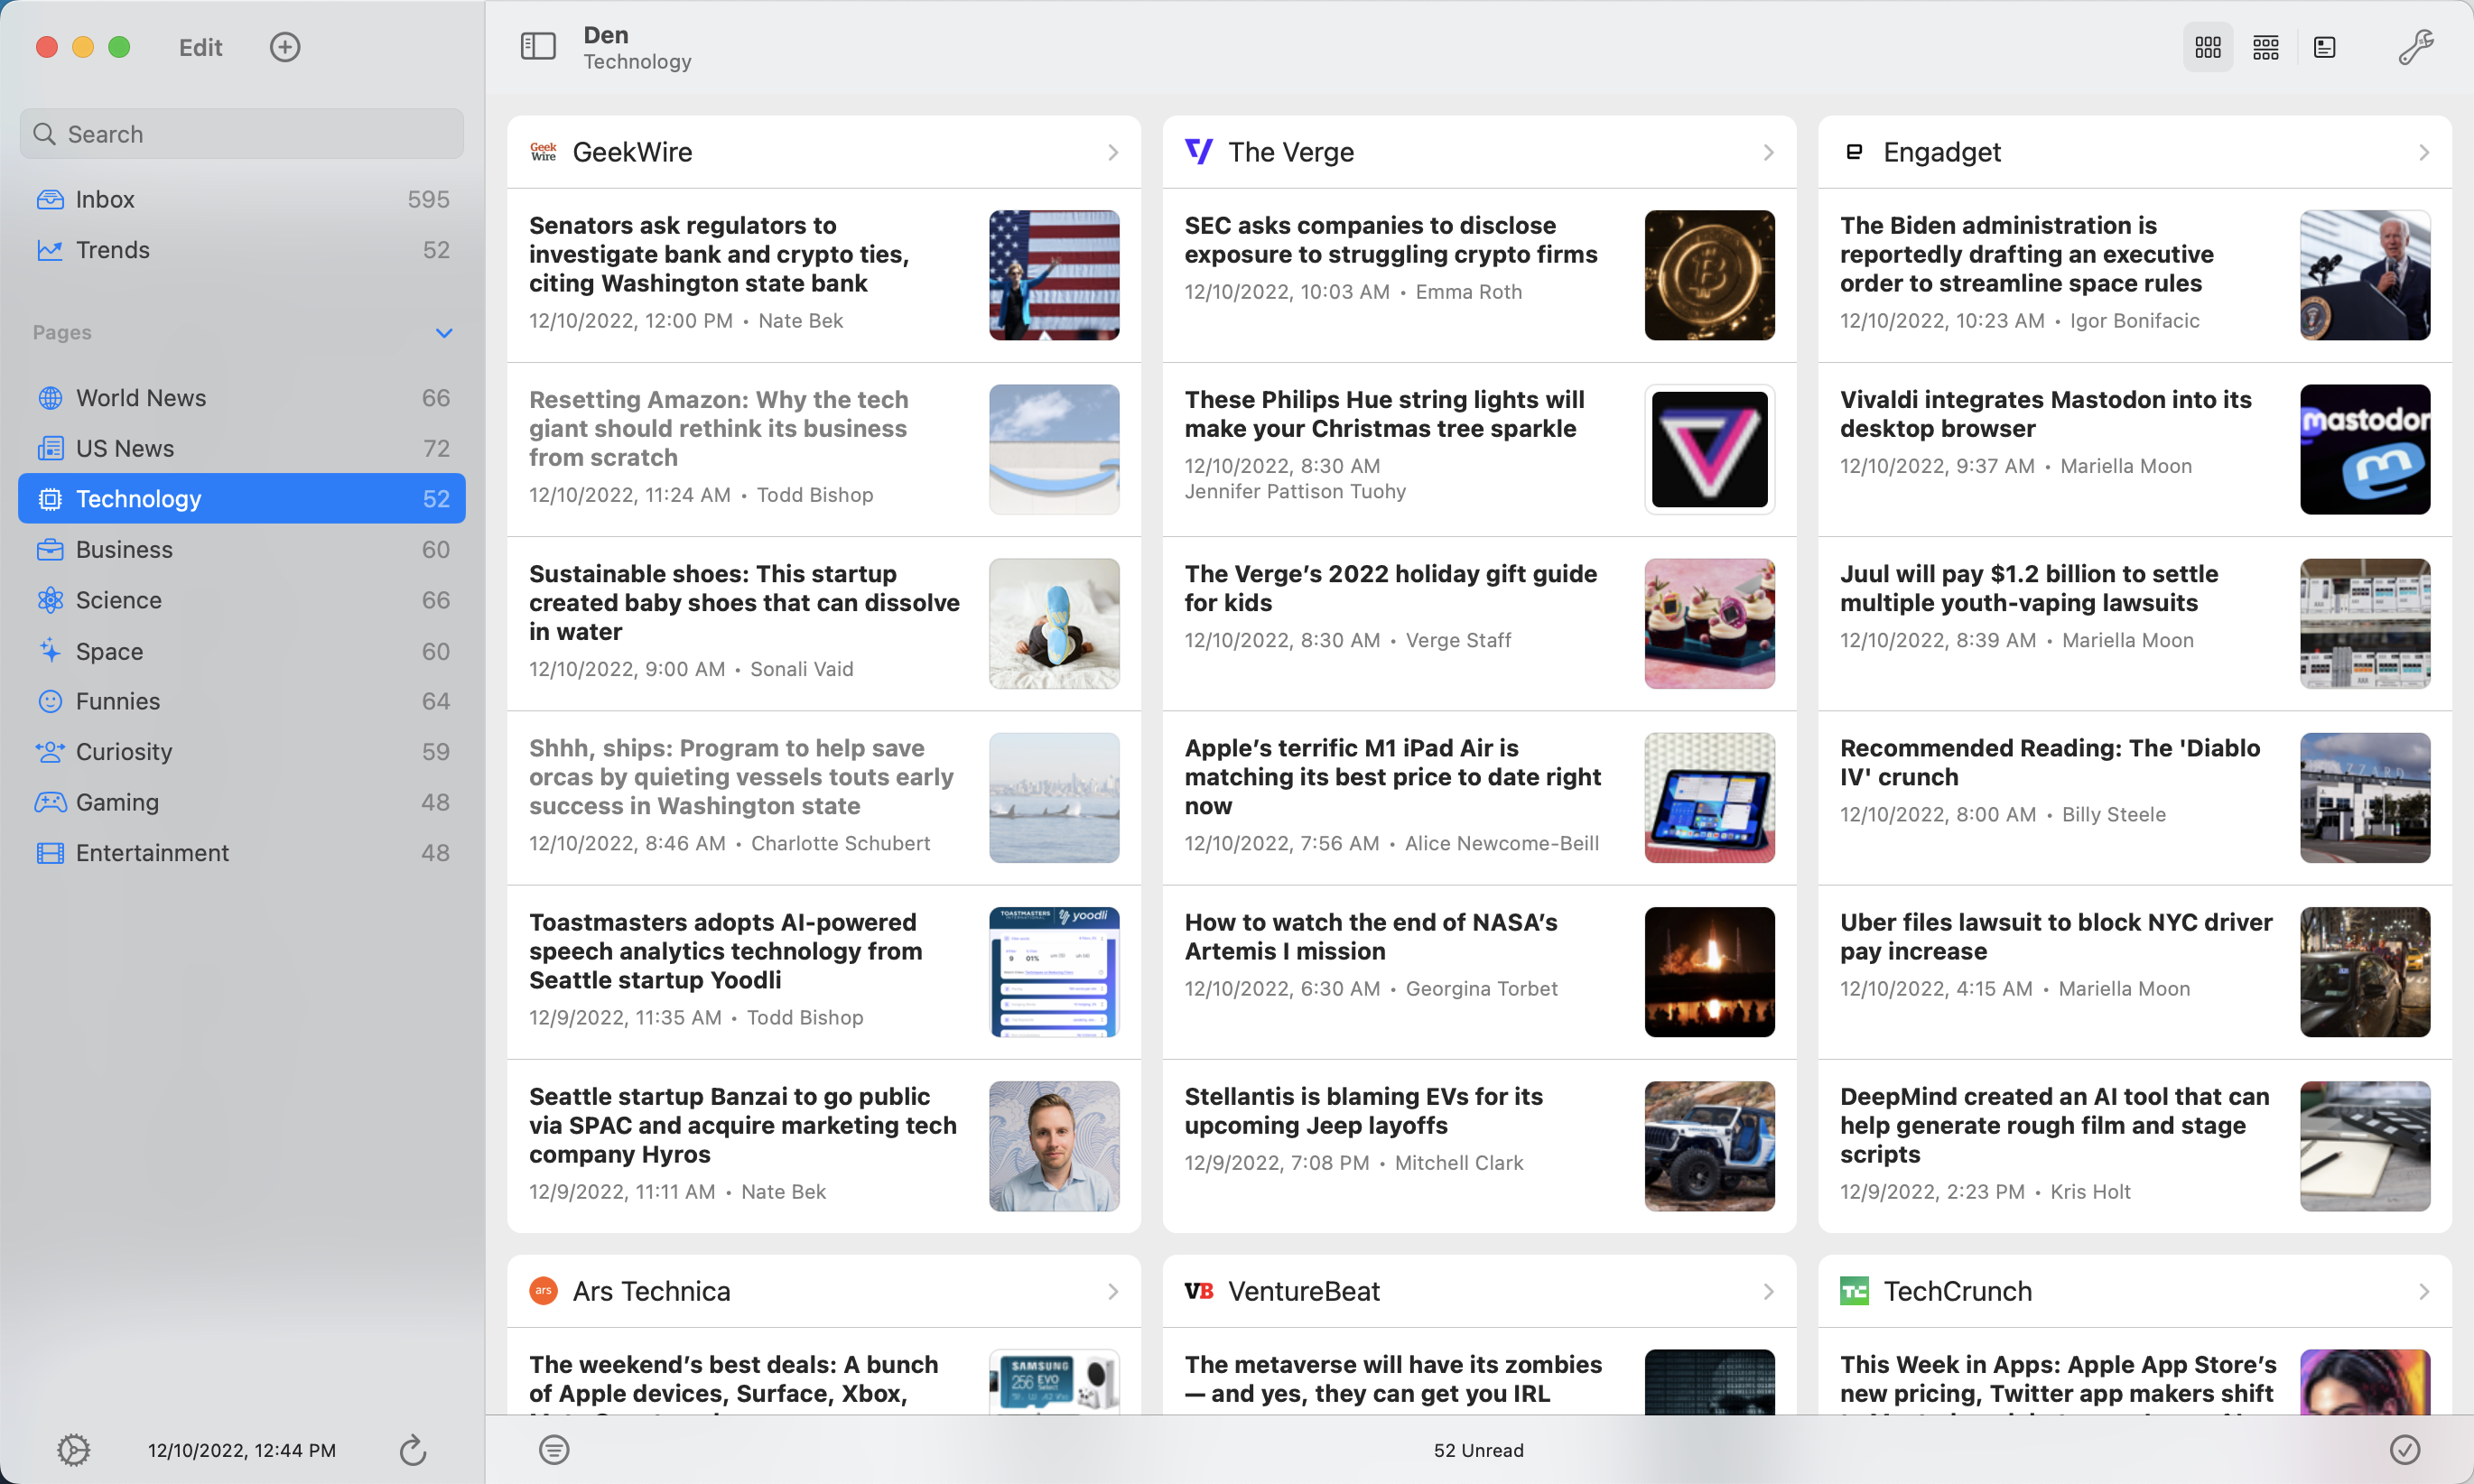 Edit
Den
Technology
Search
Inbox 595
Trends 52
Pages
World News 66
US News 72
Technology 52
Business 60
Science 66
Space 60
Funnies 64
Curiosity 59
Gaming 48
Entertainment 48
12/10/2022, 12:44 PM
Geek
Wire
GeekWire
Senators ask regulators to
investigate bank and crypto ties,
citing Washington state bank
12/10/2022, 12:00 PM • Nate Bek
Resetting Amazon: Why the tech
giant should rethink its business
from scratch
12/10/2022, 11:24 AM • Todd Bishop
Sustainable shoes: This startup
created baby shoes that can dissolve
in water
12/10/2022, 9:00 AM • Sonali Vaid
Shhh, ships: Program to help save
orcas by quieting vessels touts early
success in Washington state
12/10/2022, 8:46 AM • Charlotte Schubert
Toastmasters adopts AI-powered
speech analytics technology from
Seattle startup Yoodli
12/9/2022, 11:35 AM • Todd Bishop
TOASTMASTERS
yoodli
9 01%
Seattle startup Banzai to go public
via SPAC and acquire marketing tech
company Hyros
12/9/2022, 11:11 AM • Nate Bek
The Verge
SEC asks companies to disclose
exposure to struggling crypto firms
12/10/2022, 10:03 AM • Emma Roth
These Philips Hue string lights will
make your Christmas tree sparkle
12/10/2022, 8:30 AM
Jennifer Pattison Tuohy
The Verge’s 2022 holiday gift guide
for kids
12/10/2022, 8:30 AM • Verge Staff
Apple’s terrific M1 iPad Air is
matching its best price to date right
now
12/10/2022, 7:56 AM • Alice Newcome-Beill
How to watch the end of NASA’s
Artemis I mission
12/10/2022, 6:30 AM • Georgina Torbet
Stellantis is blaming EVs for its
upcoming Jeep layoffs
12/9/2022, 7:08 PM • Mitchell Clark
Engadget
The Biden administration is
reportedly drafting an executive
order to streamline space rules
12/10/2022, 10:23 AM • Igor Bonifacic
Vivaldi integrates Mastodon into its
desktop browser
12/10/2022, 9:37 AM • Mariella Moon
mastodon
Juul will pay $1.2 billion to settle
multiple youth-vaping lawsuits
12/10/2022, 8:39 AM • Mariella Moon
Recommended Reading: The 'Diablo
IV' crunch
12/10/2022, 8:00 AM • Billy Steele
Uber files lawsuit to block NYC driver
pay increase
12/10/2022, 4:15 AM • Mariella Moon
DeepMind created an AI tool that can
help generate rough film and stage
scripts
12/9/2022, 2:23 PM • Kris Holt
ars
Ars Technica
The weekend’s best deals: A bunch
of Apple devices, Surface, Xbox,
SAMSUNG
256 EVO
Select
VB
VentureBeat
The metaverse will have its zombies
— and yes, they can get you IRL
TC
TechCrunch
This Week in Apps: Apple App Store’s
new pricing, Twitter app makers shift
52 Unread